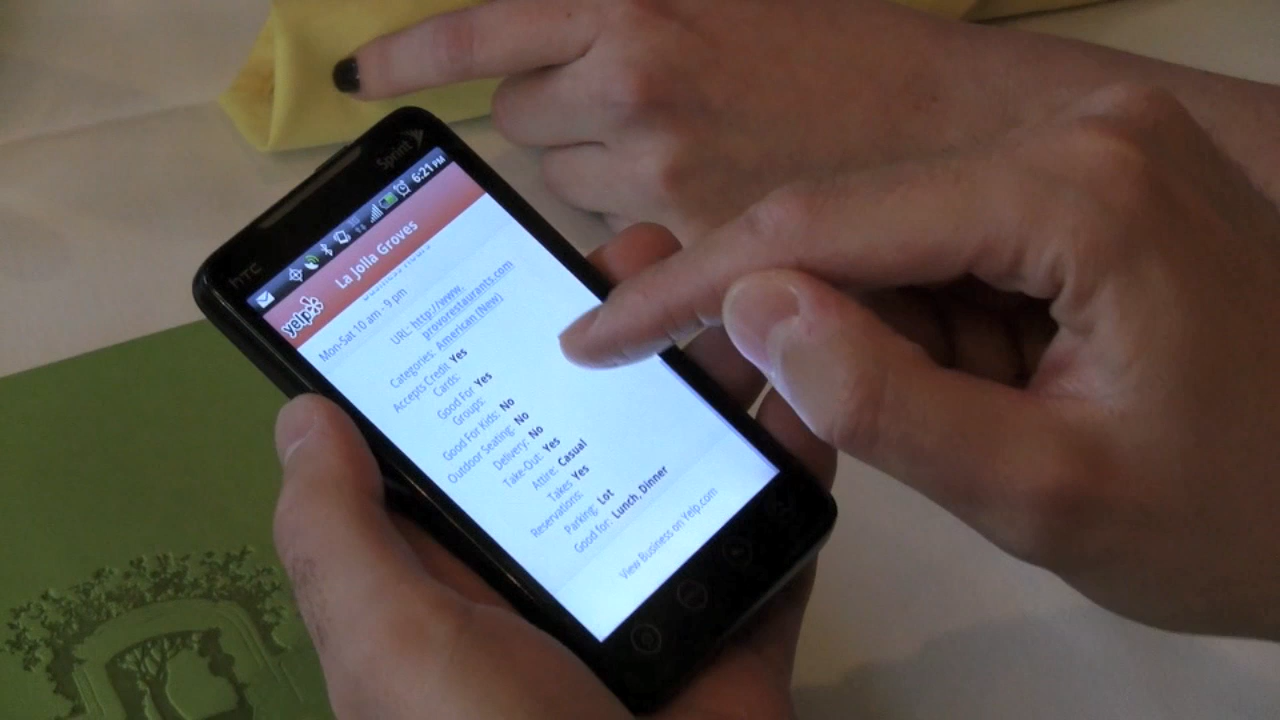 Sprint
hTC
6:21 PM
yelp
La Jolla Groves
Mon-Sat 10 am - 9 pm
URL: http://www.
provorestaurants.com
Categories: American (New)
Accepts Credit Yes
Cards:
Good For Yes
Groups:
Good For Kids: No
Outdoor Seating: No
Delivery: No
Take-Out: Yes
Attire: Casual
Takes Yes
Reservations:
Parking: Lot
Good for: Lunch, Dinner
View Business on Yelp.com